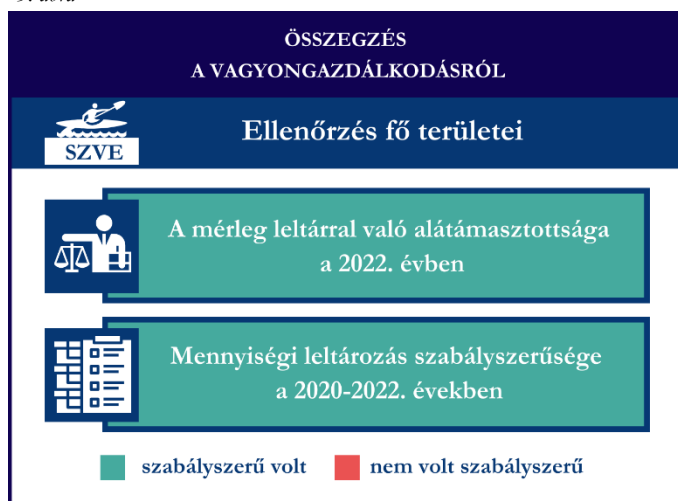 ÖSSZEGZÉS
A VAGYONGAZDÁLKODÁSRÓL
SZVE
Ellenőrzés fő területei
A mérleg leltárral való alátámasztottsága
a 2022. évben
Mennyiségi leltározás szabályszerűsége
a 2020-2022. években
szabályszerű volt
nem volt szabályszerű